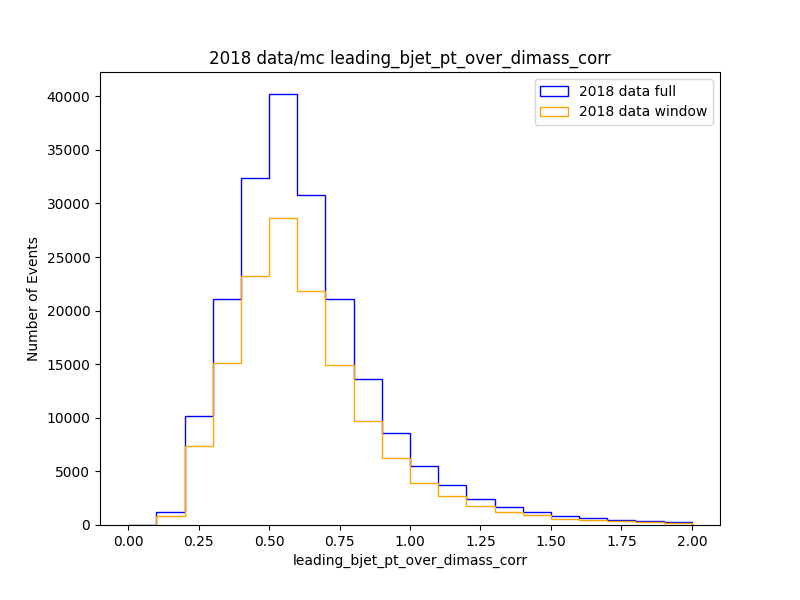 2018 data/mc leading_bjet_pt_over_dimass_corr
2018 data full
2018 data window
Number of Events
40000
35000
30000
25000
20000
15000
10000
5000
0
0.00 0.25 0.50 0.75 1.00 1.25 1.50 1.75 2.00
leading_bjet_pt_over_dimass_corr